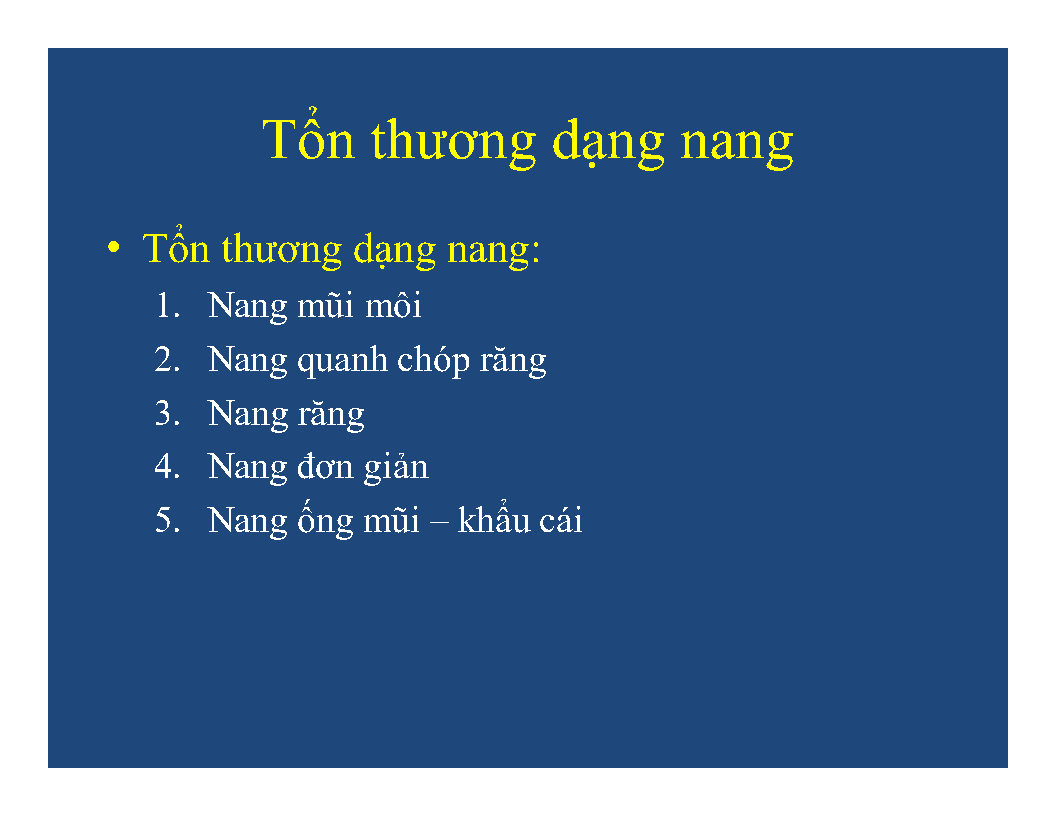 Tổn thương dạng nang
• Tổn thương dạng nang:
1. Nang mũi môi
2. Nang quanh chóp răng
3. Nang răng
4. Nang đơn giản
5. Nang ống mũi – khẩu cái